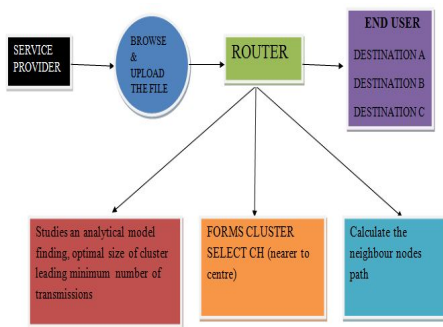 SERVICE
PROVIDER
BROWSE
&
UPLOAD
THE FILE
ROUTER
END USER
DESTINATION A
DESTINATION B
DESTINATION C
Studies an analytical model
finding, optimal size of cluster
leading minimum number of
transmissions
FORMS CLUSTER
SELECT CH (nearer to
centre)
Calculate the
neighbour nodes
path